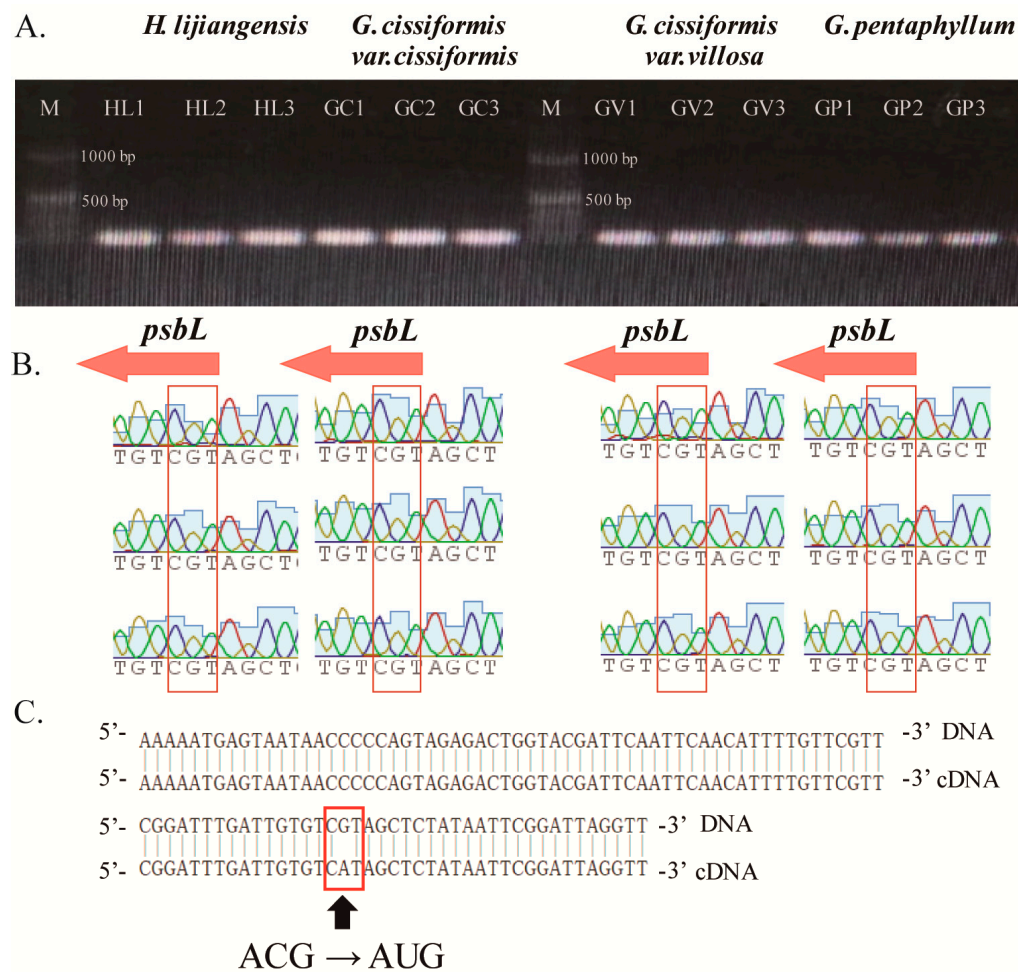 A.
H. lijiangensis G. cissiformis G. cissiformis G. pentaphyllum
var.cissiformis var.villosa
M HL1 HL2 HL3 GC1 GC2 GC3 M GV1 GV2 GV3 GP1 GP2 GP3
1000 bp 1000 bp
500 bp 500 bp
psbL psbL psbL psbL
B.
TGTCGTAGCTC TGTCGTAGCT TGTCGTAGCT TGTCGTAGCT
TGTCGTAGCTC TGTCGTAGCT TGTCGTAGCT TGTCGTAGCT
TGTCGTAGCTC TGTCGTAGCT TGTCGTAGCT TGTCGTAGCT
C.
5’- AAAAATGAGTAATAACCCCCAGTAGAGACTGGTACGATTCAATTCAACATTTTGTTCGTT -3’ DNA
5’- AAAAATGAGTAATAACCCCCAGTAGAGACTGGTACGATTCAATTCAACATTTTGTTCGTT -3’ cDNA
5’- CGGATTTGATTGTGTCGTAGCTCTATAATTCGGATTAGGTT -3’ DNA
5’- CGGATTTGATTGTGTCATAGCTCTATAATTCGGATTAGGTT -3’ cDNA
ACG → AUG